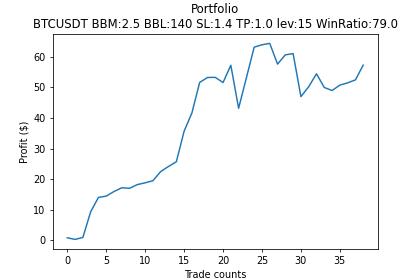 Portfolio
BTCUSDT BBM:2.5 BBL:140 SL:1.4 TP:1.0 lev:15 WinRatio:79.0
60
50
40
30
20
10
0
Profit ($)
0 5 10 15 20 25 30 35
Trade counts